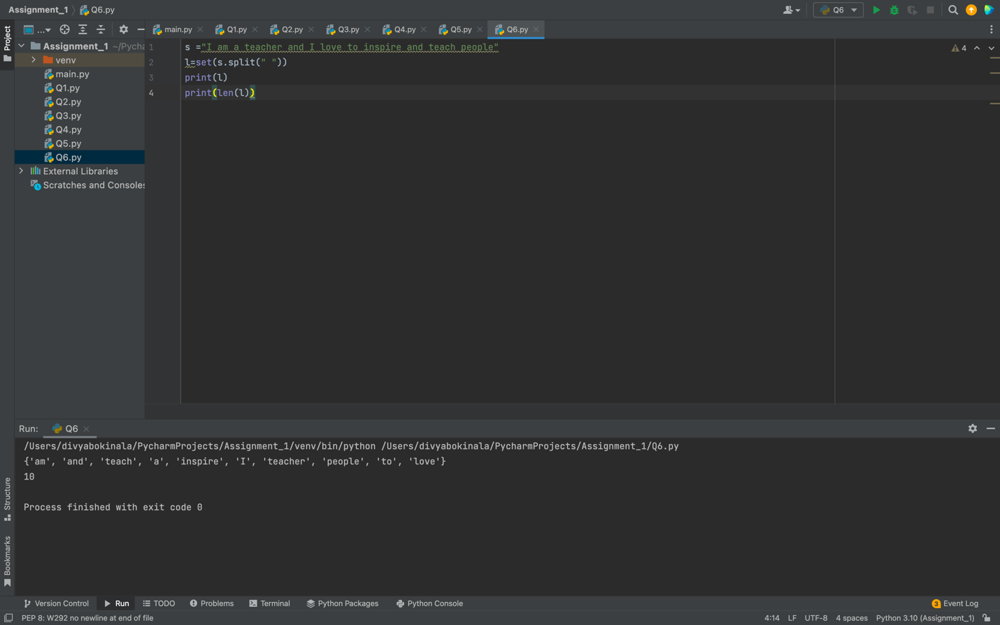 Assignment_1 Q6.py
Q6
Project
...
main.py Q1.py Q2.py Q3.py Q4.py Q5.py Q6.py
Assignment_1 ~/Pycha
venv
main.py
Q1.py
Q2.py
Q3.py
Q4.py
Q5.py
Q6.py
External Libraries
Scratches and Consoles
1 s ="I am a teacher and I love to inspire and teach people"
2 l=set(s.split(" "))
3 print(l)
4 print(len(l))
4
Run: Q6
/Users/divyabokinala/PycharmProjects/Assignment_1/venv/bin/python /Users/divyabokinala/PycharmProjects/Assignment_1/Q6.py
{'am', 'and', 'teach', 'a', 'inspire', 'I', 'teacher', 'people', 'to', 'love'}
10
Process finished with exit code 0
Structure
Bookmarks
Version Control Run TODO Problems Terminal Python Packages Python Console 3 Event Log
PEP 8: W292 no newline at end of file 4:14 LF UTF-8 4 spaces Python 3.10 (Assignment_1)